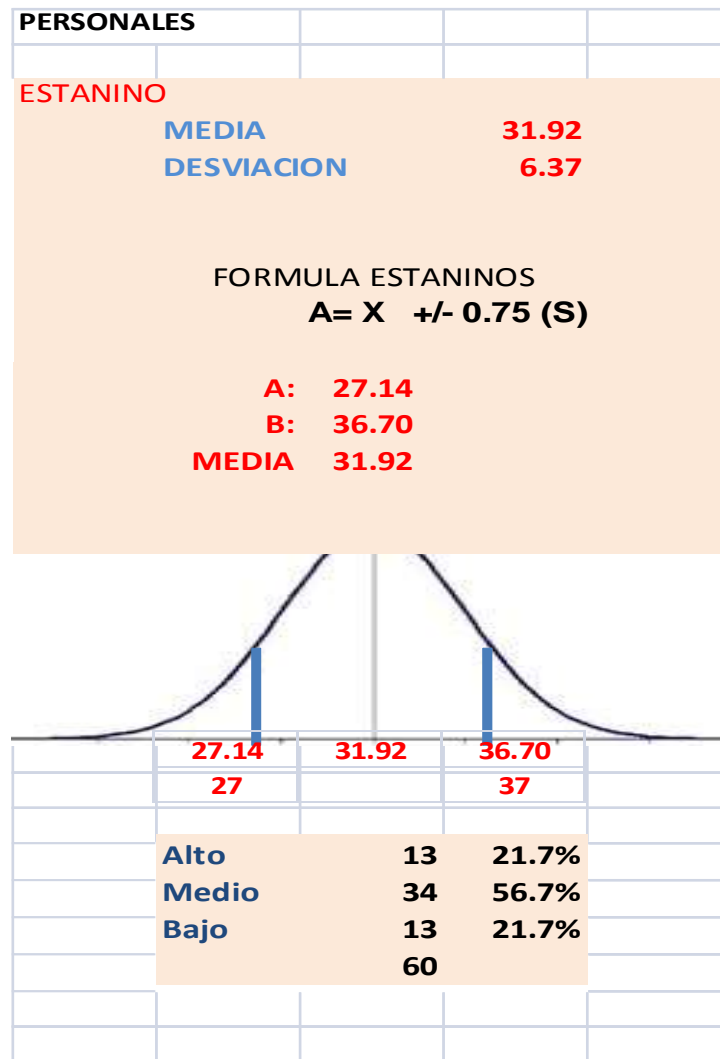 PERSONALES
ESTANINO
MEDIA 31.92
DESVIACION 6.37
FORMULA ESTANINOS
A= X +/- 0.75 (S)
A: 27.14
B: 36.70
MEDIA 31.92
27.14 31.92 36.70
27 37
Alto 13 21.7%
Medio 34 56.7%
Bajo 13 21.7%
60